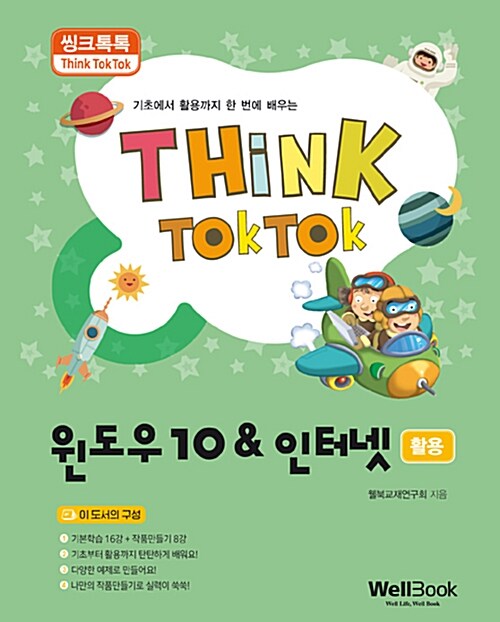 씽크톡톡
Think TokTok
기초에서 활용까지 한 번에 배우는
THiNK
TOKTOK
윈도우 10 & 인터넷 활용
웰북교재연구회 지음
이 도서의 구성
1 기본학습 16강 + 작품만들기 8강
2 기초부터 활용까지 탄탄하게 배워요!
3 다양한 예제로 만들어요!
4 나만의 작품만들기로 실력이 쑥쑥!
WellBook
Well Life, Well Book